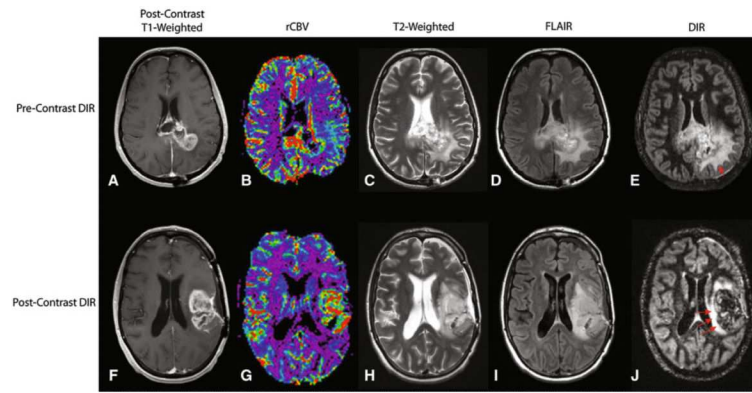 Post-Contrast
T1-Weighted
rCBV
T2-Weighted
FLAIR
DIR
Pre-Contrast DIR
A
B
C
D
E
Post-Contrast DIR
F
G
H
I
J